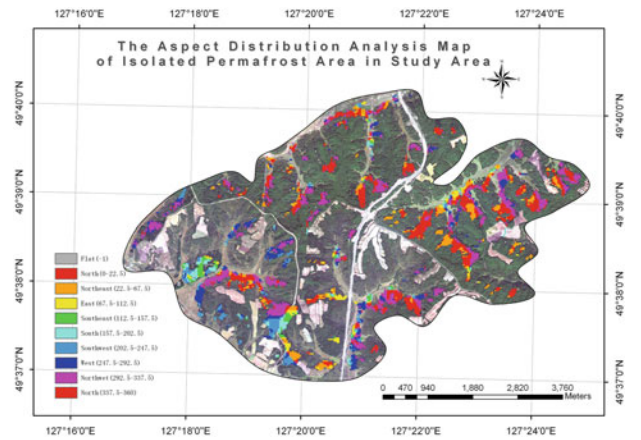 127°16'0"E 127°18'0"E 127°20'0"E 127°22'0"E 127°24'0"E
The Aspect Distribution Analysis Map
of Isolated Permafrost Area in Study Area
49°40'0"N 49°40'0"N
49°39'0"N 49°39'0"N
49°38'0"N 49°38'0"N
49°37'0"N 49°37'0"N
Flat(-1)
North(0-22.5)
Northeast(22.5-67.5)
East(67.5-112.5)
Southeast(112.5-157.5)
South(157.5-202.5)
Southwest(202.5-247.5)
West(247.5-292.5)
Northwest(292.5-337.5)
North(337.5-360)
0 470 940 1,880 2,820 3,760
Meters
127°16'0"E 127°18'0"E 127°20'0"E 127°22'0"E 127°24'0"E